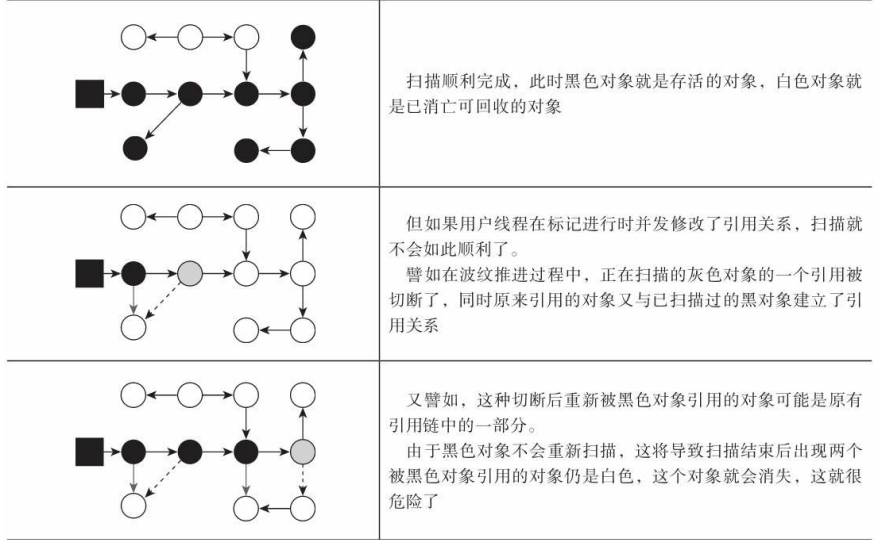 扫描顺利完成，此时黑色对象就是存活的对象，白色对象就
是已消亡可回收的对象
但如果用户线程在标记进行时并发修改了引用关系，扫描就
不会如此顺利了。
譬如在波纹推进过程中，正在扫描的灰色对象的一个引用被
切断了，同时原来引用的对象又与已扫描过的黑对象建立了引
用关系
又譬如，这种切断后重新被黑色对象引用的对象可能是原有
引用链中的一部分。
由于黑色对象不会重新扫描，这将导致扫描结束后出现两个
被黑色对象引用的对象仍是白色，这个对象就会消失，这就很
危险了